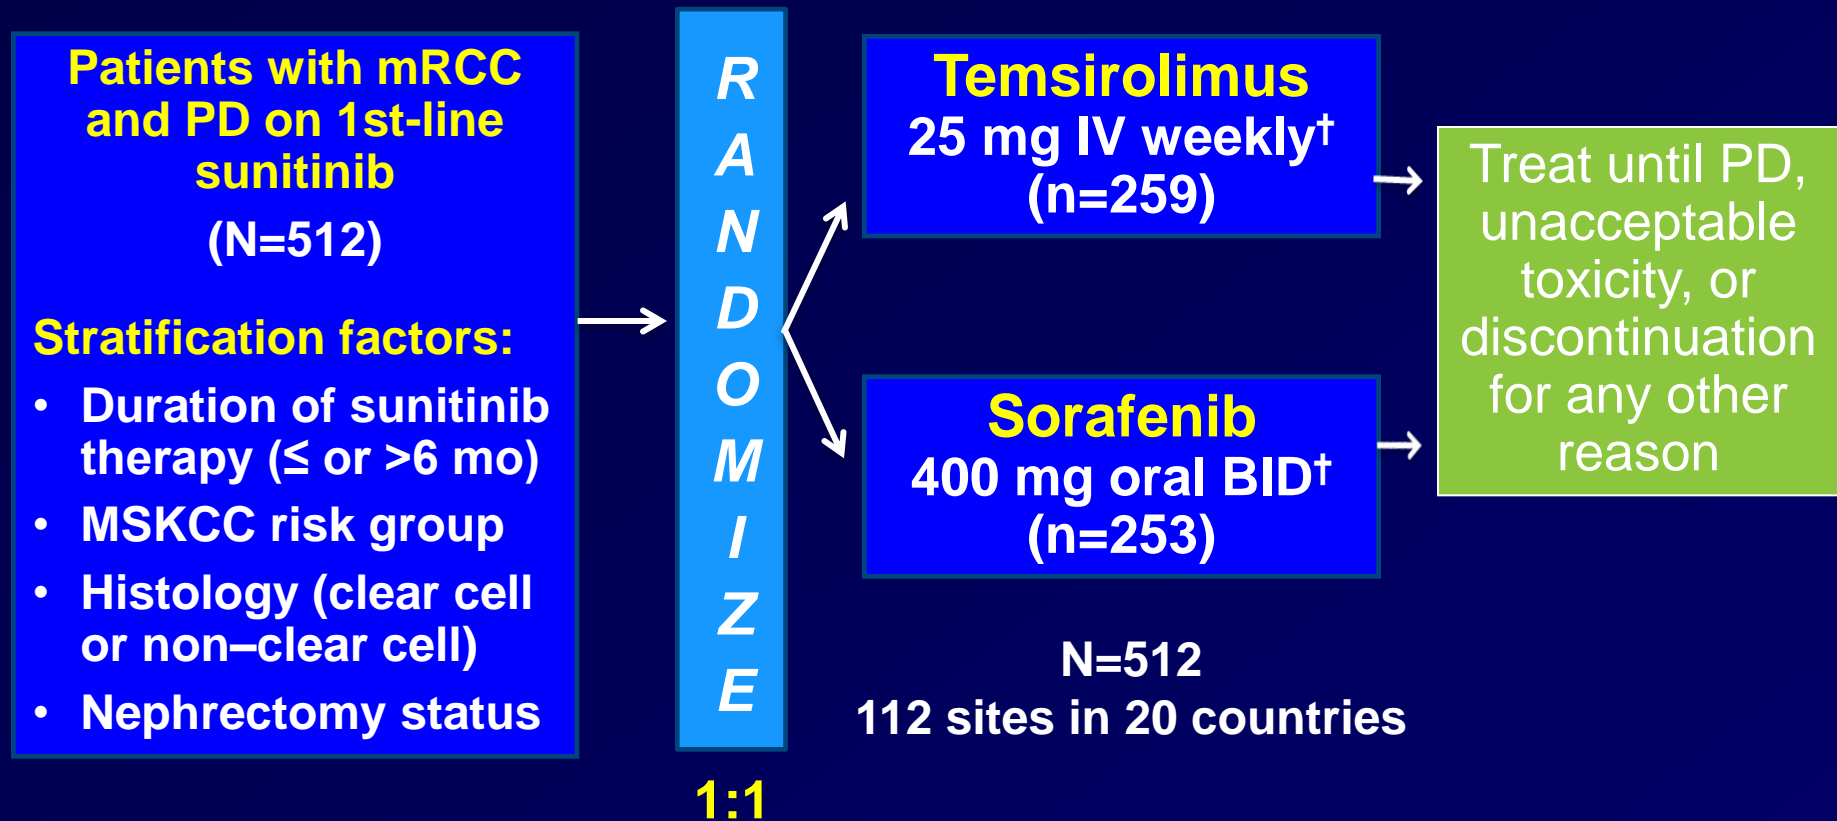 Patients with mRCC
and PD on 1st-line
sunitinib
(N=512)
Stratification factors:
• Duration of sunitinib
therapy (≤ or >6 mo)
• MSKCC risk group
• Histology (clear cell
or non–clear cell)
• Nephrectomy status
R
A
N
D
O
M
I
Z
E
1:1
Temsirolimus
25 mg IV weekly†
(n=259)
Sorafenib
400 mg oral BID†
(n=253)
N=512
112 sites in 20 countries
Treat until PD,
unacceptable
toxicity, or
discontinuation
for any other
reason